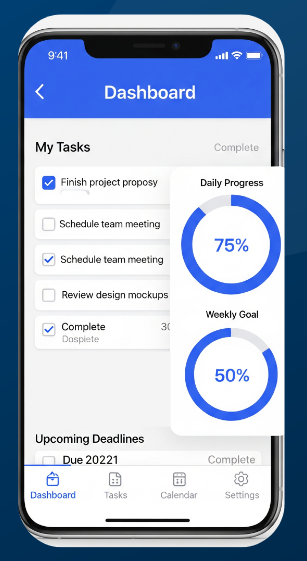 9:41
Dashboard
My Tasks
Complete
Finish project proposy
Schedule team meeting
Schedule team meeting
Review design mockups
Complete
30
Dospiete
Daily Progress
75%
Weekly Goal
50%
Upcoming Deadlines
Due 20221
Complete
Dashboard
Tasks
Calendar
Settings